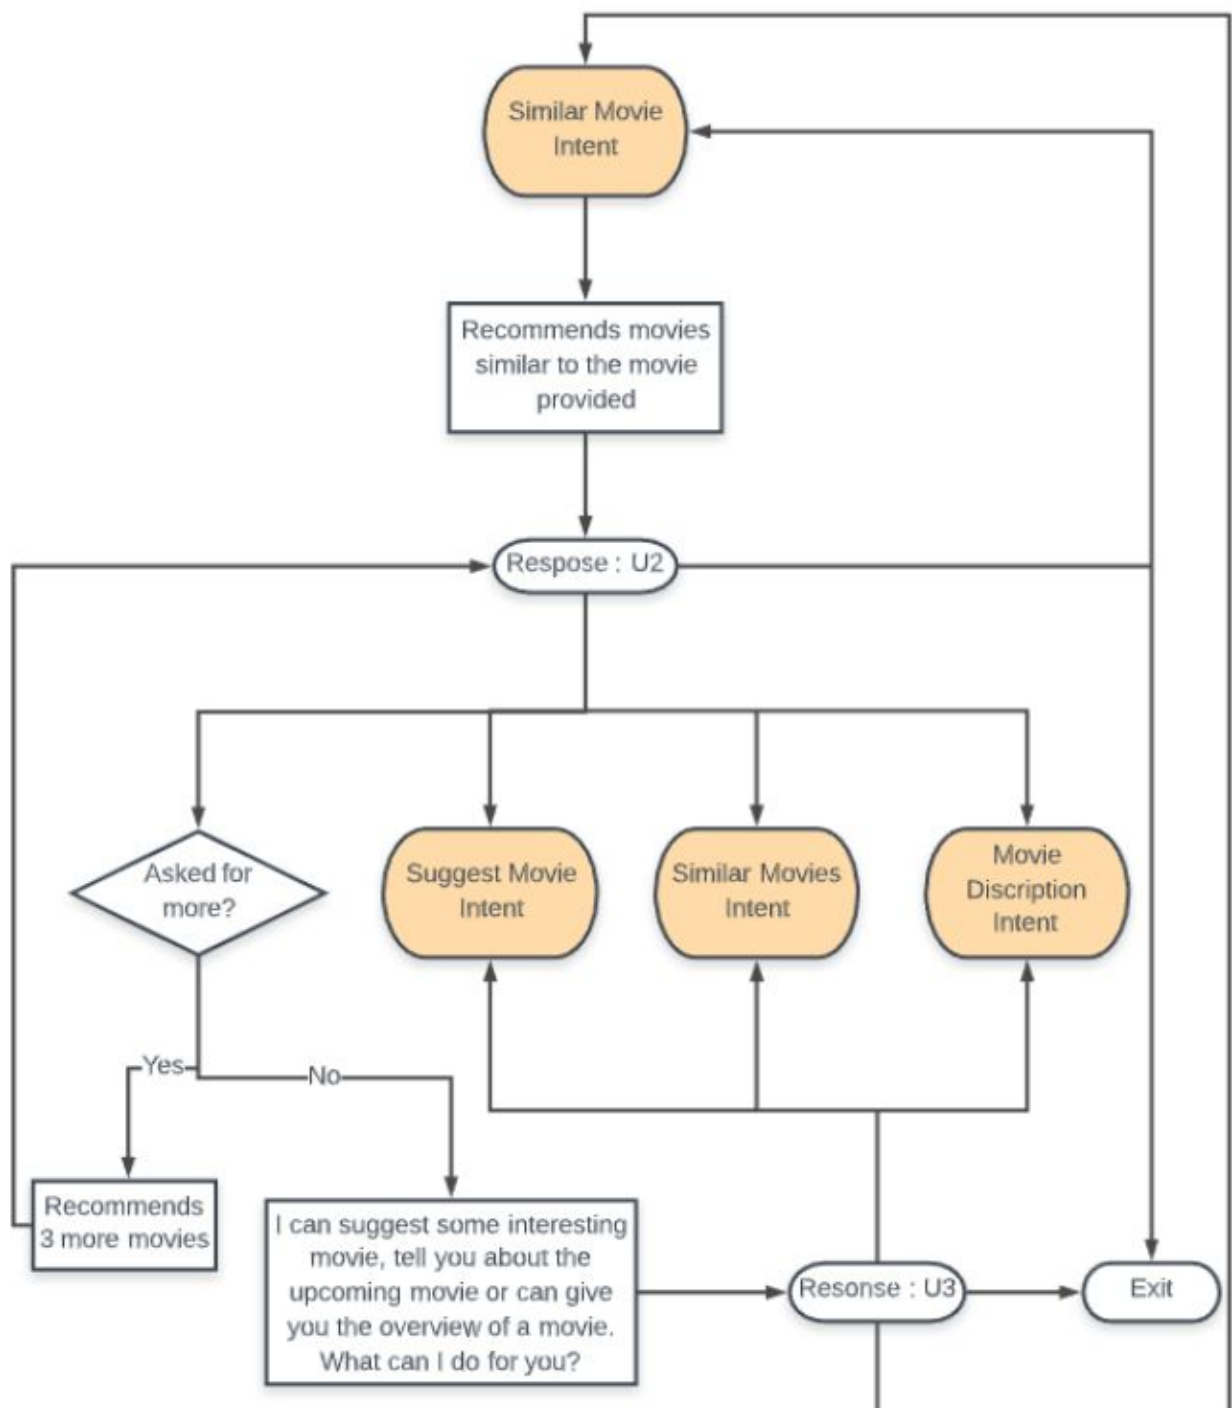 Similar Movie
Intent
Recommends movies
similar to the movie
provided
Respose : U2
Asked for
more?
Suggest Movie
Intent
Similar Movies
Intent
Movie
Discription
Intent
Yes
No
Recommends
3 more movies
I can suggest some interesting
movie, tell you about the
upcoming movie or can give
you the overview of a movie.
What can I do for you?
Resonse : U3
Exit